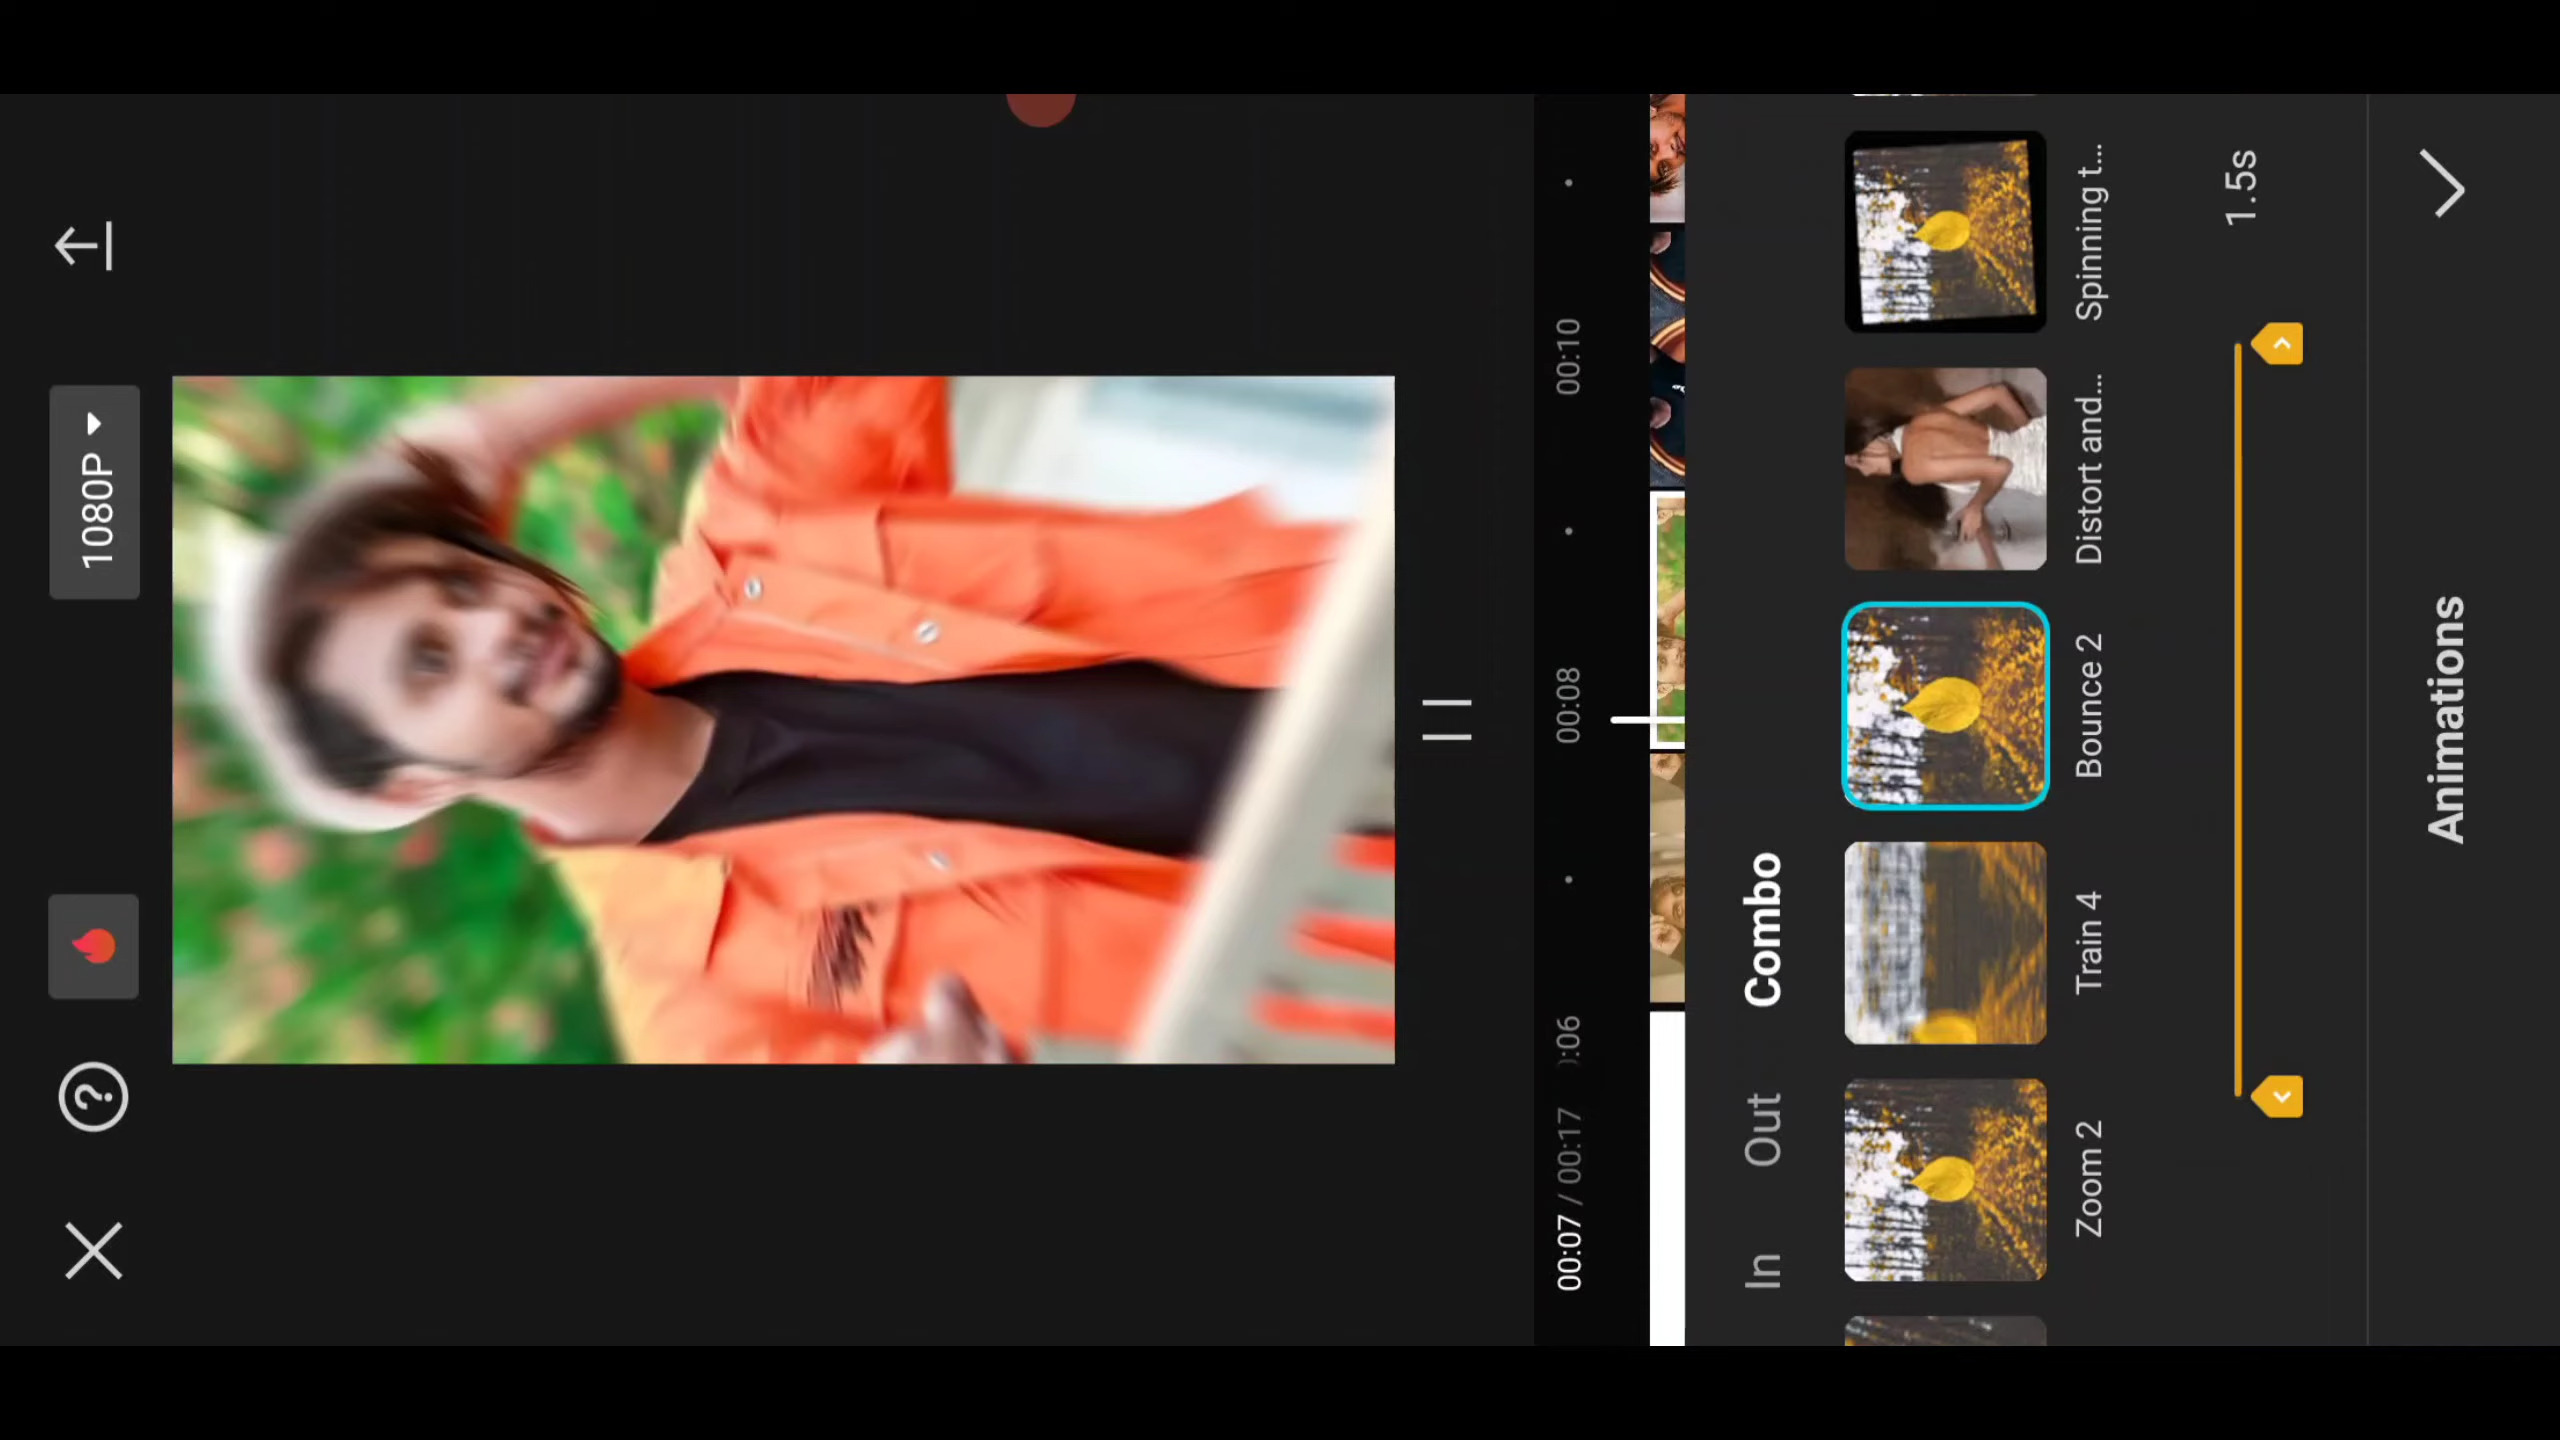 1080P
00:07 / 00:17
:06
00:08
00:10
In
Out
Combo
Zoom 2
Train 4
Bounce 2
Distort and...
Spinning t...
1.5s
Animations